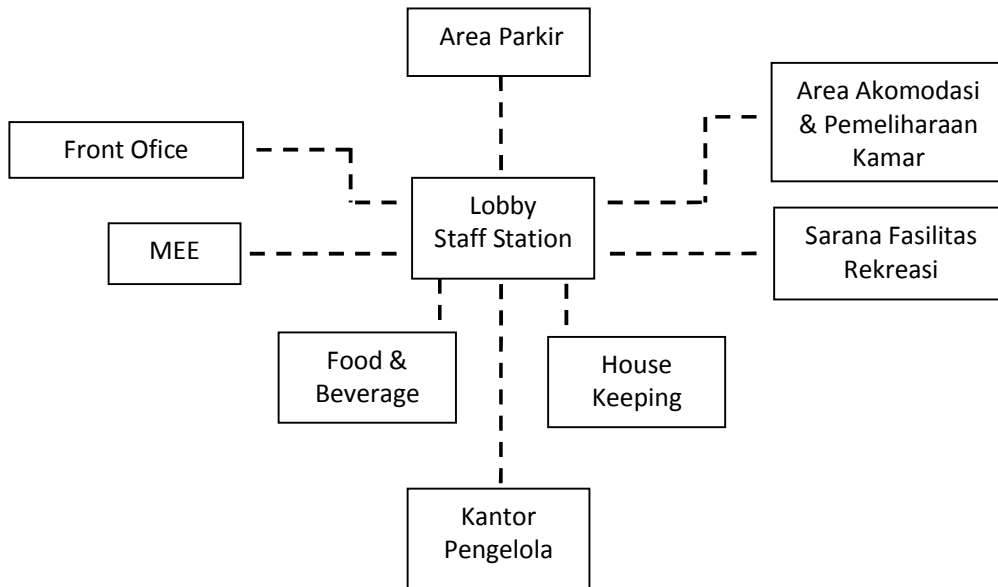 Area Parkir
Area Akomodasi
& Pemeliharaan
Kamar
Front Ofice
Lobby
Staff Station
MEE
Sarana Fasilitas
Rekreasi
Food &
Beverage
House
Keeping
Kantor
Pengelola